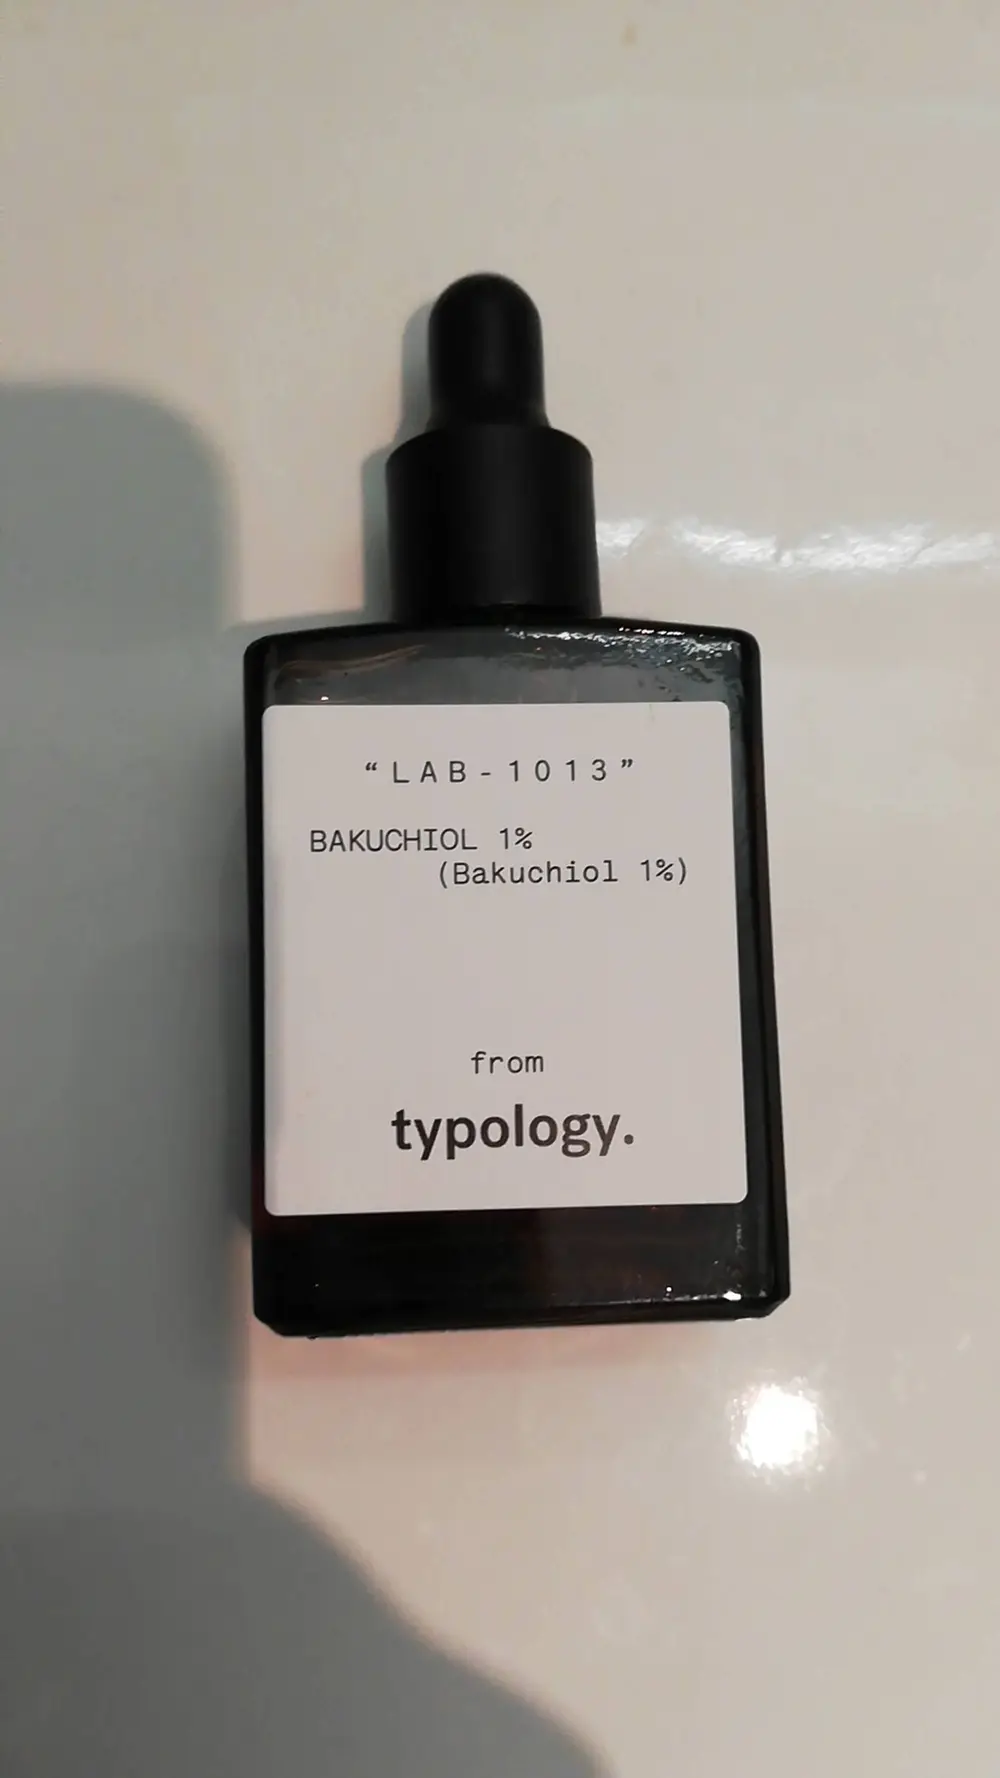 “LAB-1013”
BAKUCHIOL 1%
(Bakuchiol 1%)
from
typology.